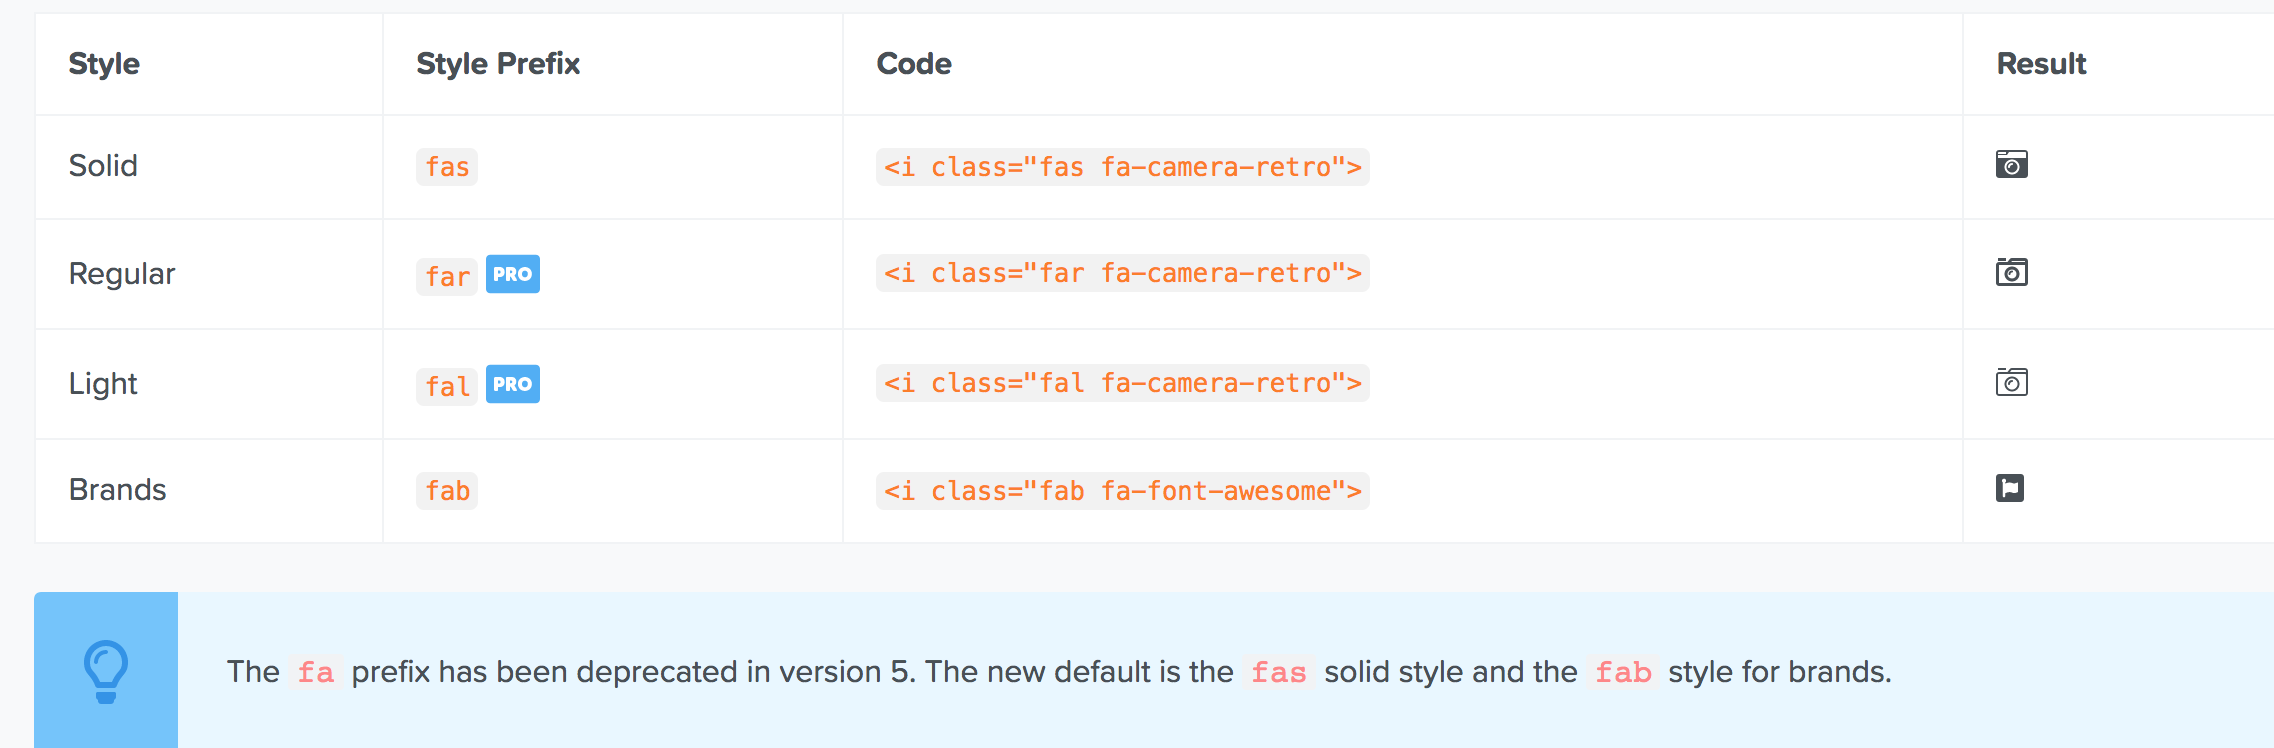 Style Style Prefix Code Result
Solid fas <i class="fas fa-camera-retro">
Regular far PRO <i class="far fa-camera-retro">
Light fal PRO <i class="fal fa-camera-retro">
Brands fab <i class="fab fa-font-awesome">
The fa prefix has been deprecated in version 5. The new default is the fas solid style and the fab style for brands.